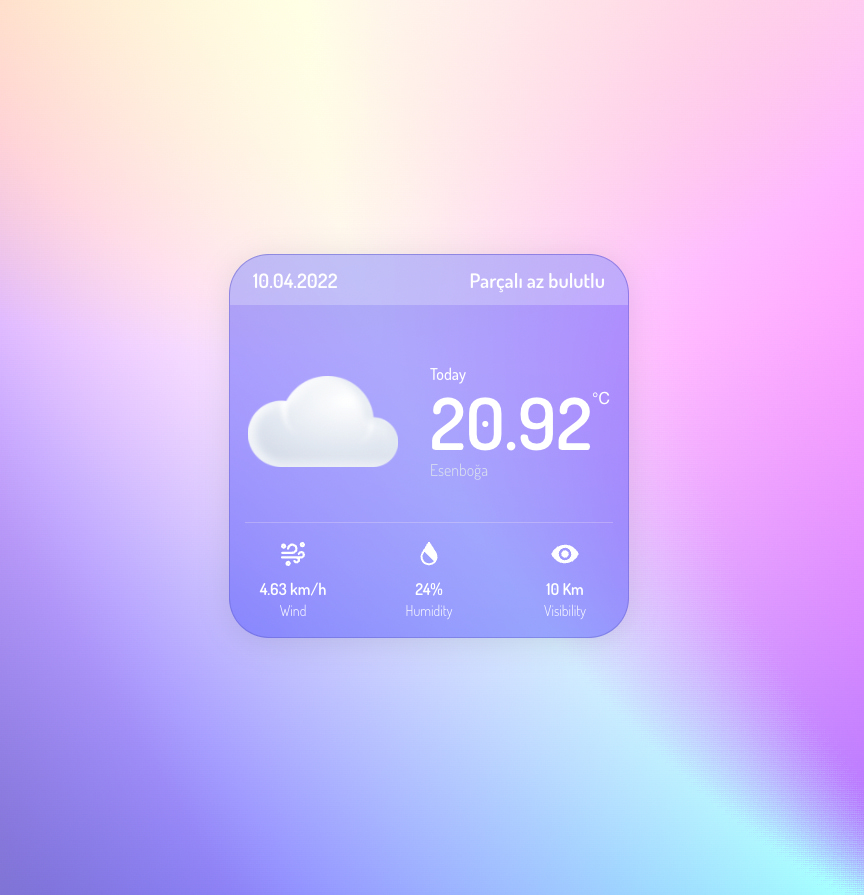 10.04.2022 Parçalı az bulutlu
Today
20.92°C
Esenboğa
4.63 km/h 24% 10 Km
Wind Humidity Visibility